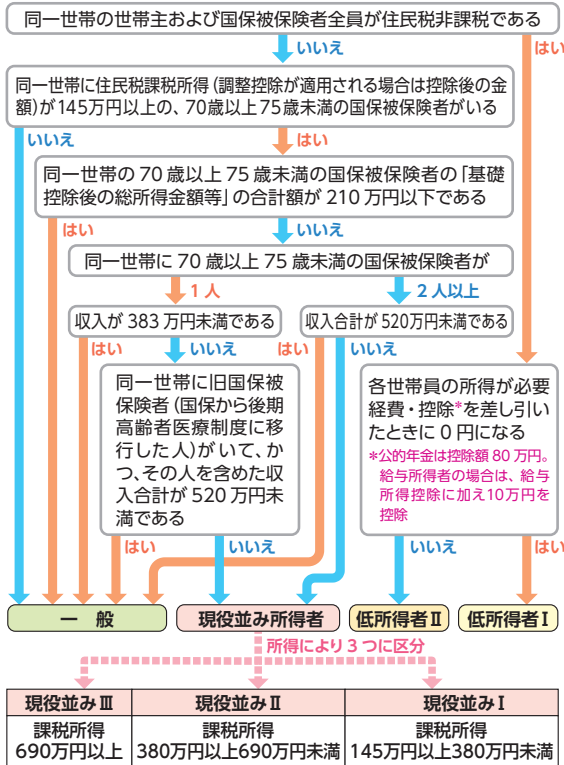 同一世帯の世帯主および国保被保険者全員が住民税非課税である
いいえ
はい
同一世帯に住民税課税所得(調整控除が適用される場合は控除後の金
額)が145万円以上の、70歳以上75歳未満の国保被保険者がいる
いいえ
はい
同一世帯の70歳以上75歳未満の国保被保険者の「基礎
控除後の総所得金額等」の合計額が210万円以下である
はい
いいえ
同一世帯に70歳以上75歳未満の国保被保険者が
1人
2人以上
収入が383万円未満である
収入合計が520万円未満である
はい
いいえ
はい
いいえ
同一世帯に旧国保被
保険者(国保から後期
高齢者医療制度に移
行した人)がいて、か
つ、その人を含めた収
入合計が520万円未
満である
各世帯員の所得が必要
経費・控除*を差し引い
たときに0円になる
*公的年金は控除額80万円。
給与所得者の場合は、給与
所得控除に加え10万円を
控除
はい
いいえ
いいえ
はい
一般
現役並み所得者
低所得者Ⅱ
低所得者Ⅰ
所得により3つに区分
現役並みⅢ
現役並みⅡ
現役並みⅠ
課税所得
690万円以上
課税所得
380万円以上690万円未満
課税所得
145万円以上380万円未満